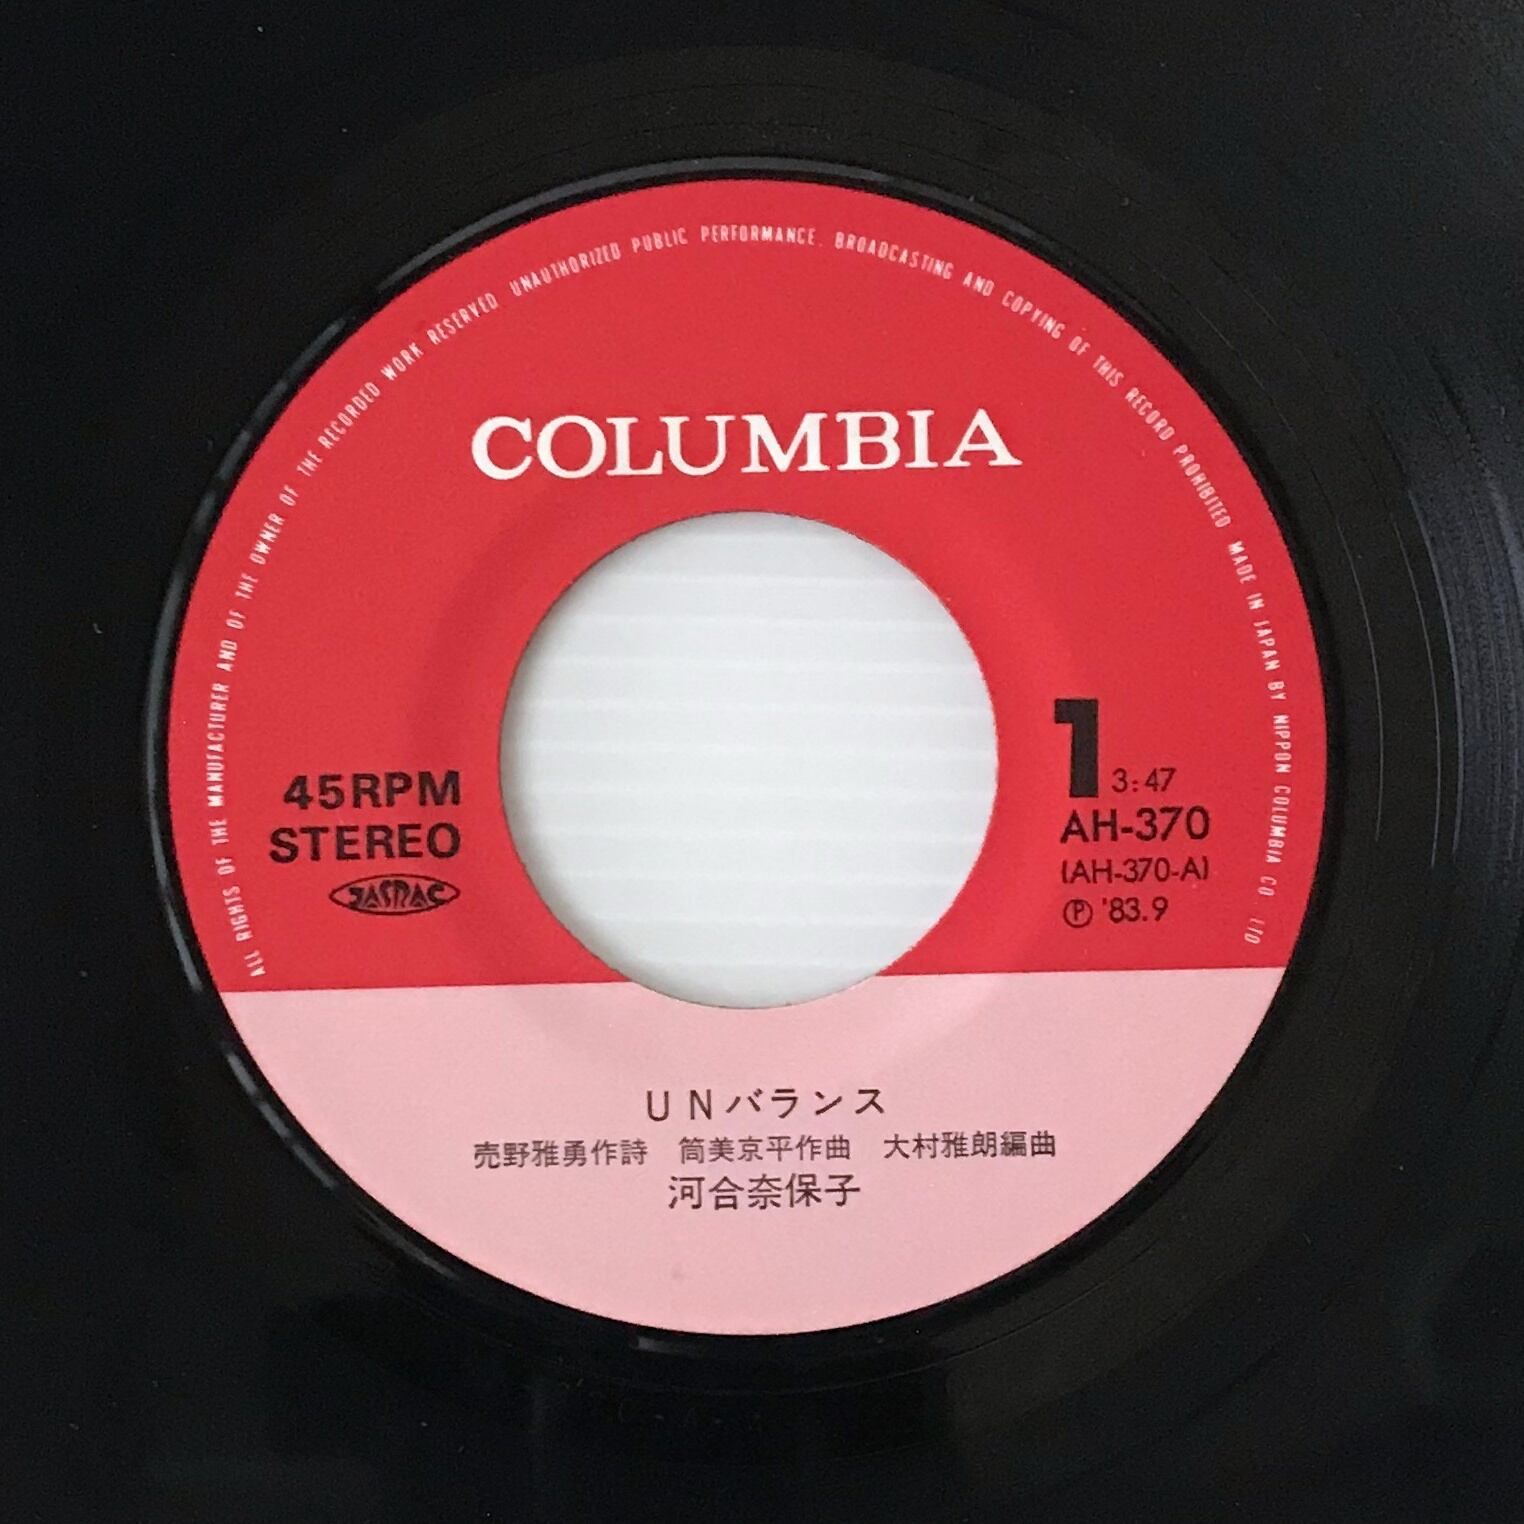 ALL RIGHTS OF THE MANUFACTURER AND OF THE OWNER OF THE RECORDED WORK RESERVED. UNAUTHORIZED PUBLIC PERFORMANCE. BROADCASTING AND COPYING OF THIS RECORD PROHIBITED MADE IN JAPAN BY NIPPON COLUMBIA CO. LTD
COLUMBIA
45RPM
STEREO
JASRAC
1 3:47
AH-370
(AH-370-A)
Ⓟ '83.9
UNバランス
売野雅勇作詩 筒美京平作曲 大村雅朗編曲
河合奈保子